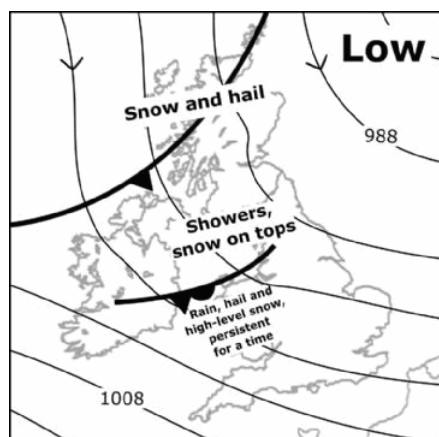 Low
988
Snow and hail
Showers,
snow on tops
Rain, hail and
high-level snow,
persistent
for a time
1008